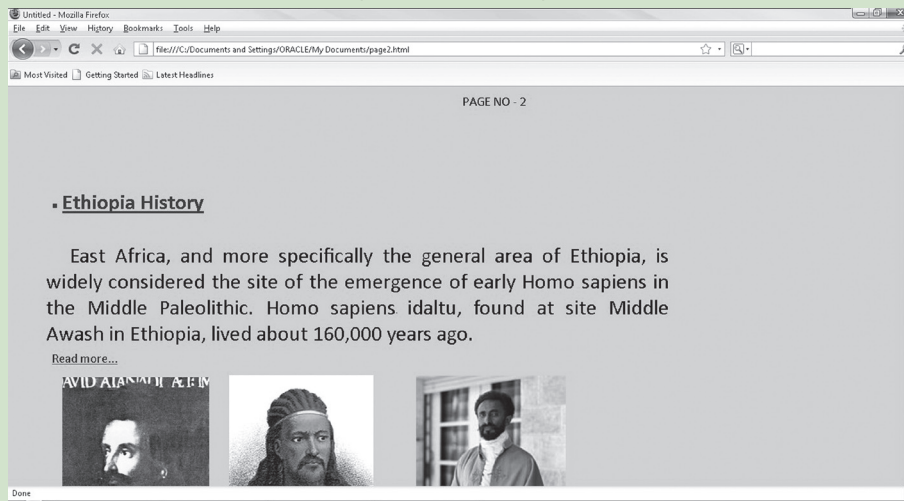 Untitled - Mozilla Firefox
File Edit View History Bookmarks Tools Help
file:///C:/Documents and Settings/ORACLE/My Documents/page2.html
Most Visited Getting Started Latest Headlines
PAGE NO - 2
▪ Ethiopia History
East Africa, and more specifically the general area of Ethiopia, is
widely considered the site of the emergence of early Homo sapiens in
the Middle Paleolithic. Homo sapiens idaltu, found at site Middle
Awash in Ethiopia, lived about 160,000 years ago.
Read more...
Done